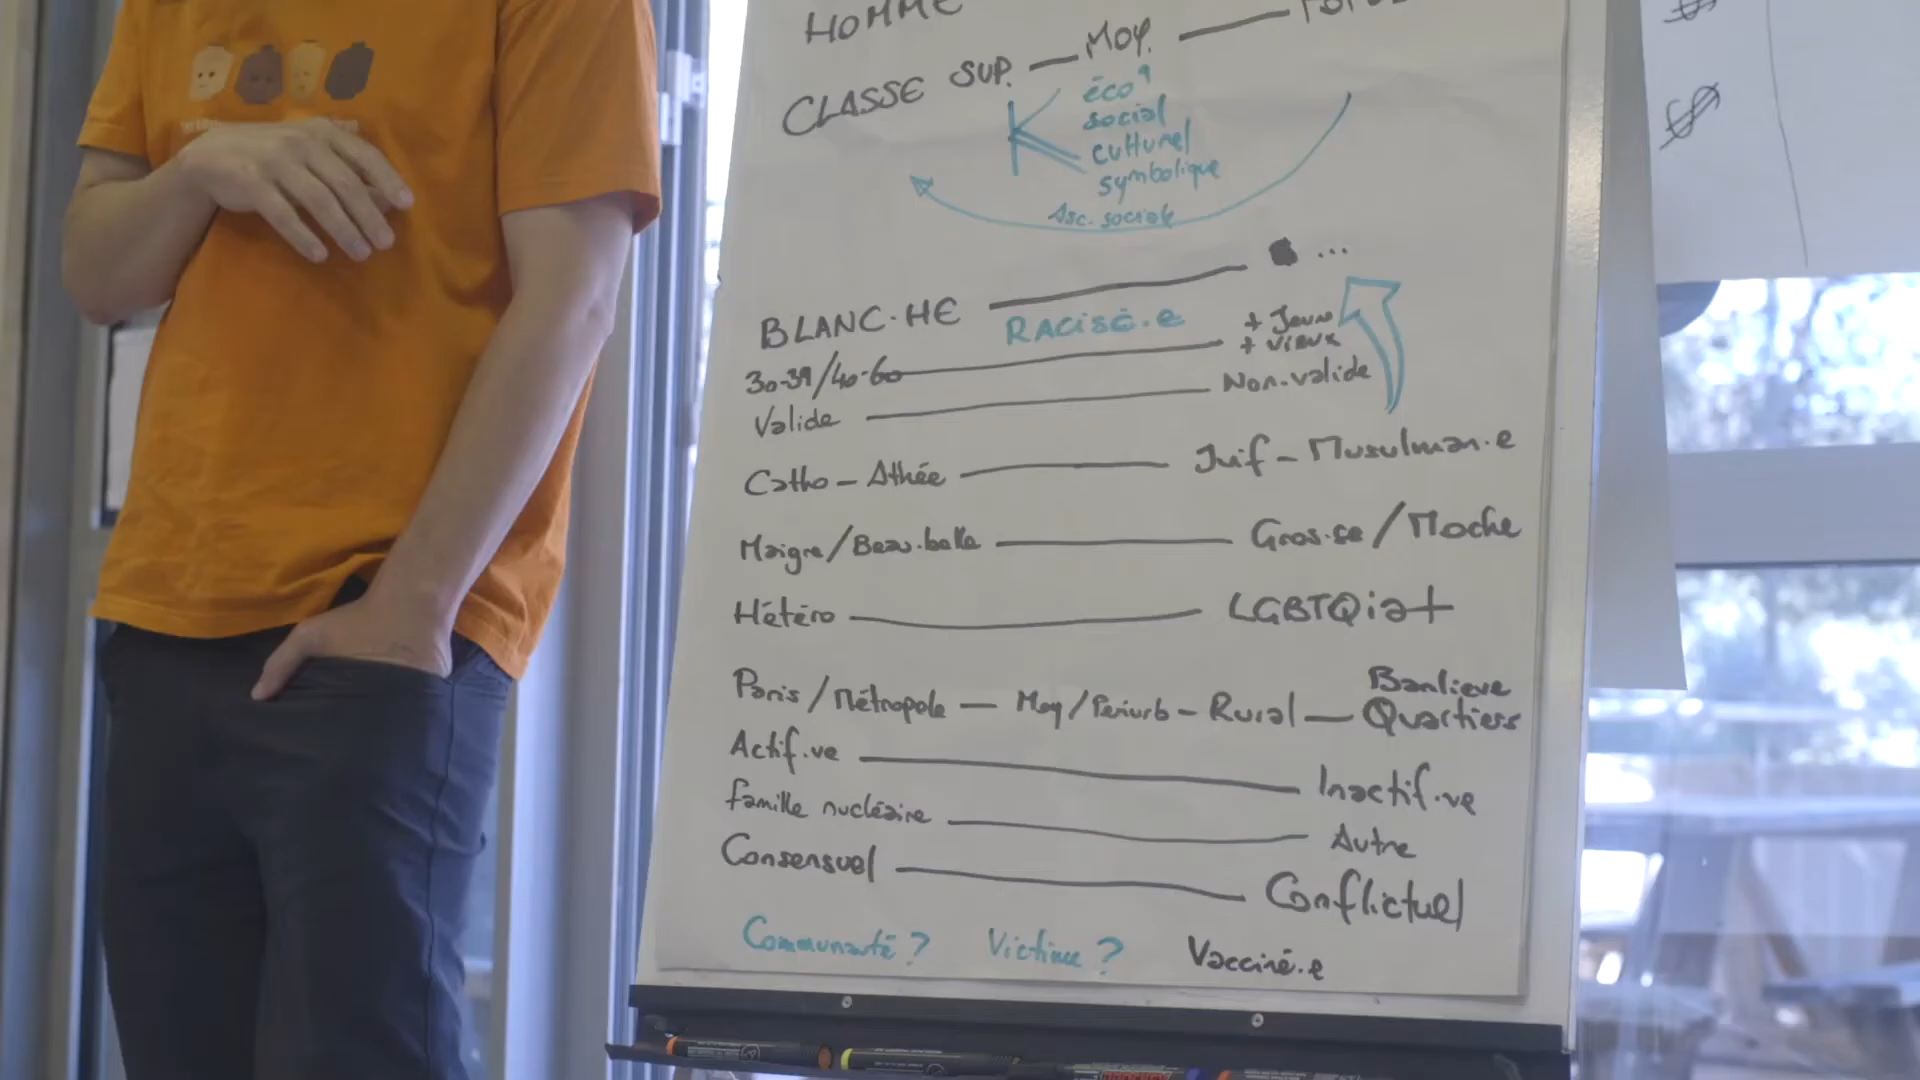 HOMME
CLASSE SUP. — MOY. —
K éco
social
culturel
symbolique
Asc. sociale
BLANC·HE — ...
RACISÉ.e
30-39/40-60 — + Jeune
+ vieux
Valide — Non-valide
Catho - Athée — Juif - Musulman·e
Maigre/Beau·belle — Gros·se / Moche
Hétéro — LGBTQia+
Paris / Métropole — Moy/Periurb - Rural — Banlieue Quartiers
Actif·ve — Inactif·ve
famille nucléaire — Autre
Consensuel — Conflictuel
Communauté ? Victime ? Vacciné·e
$
$